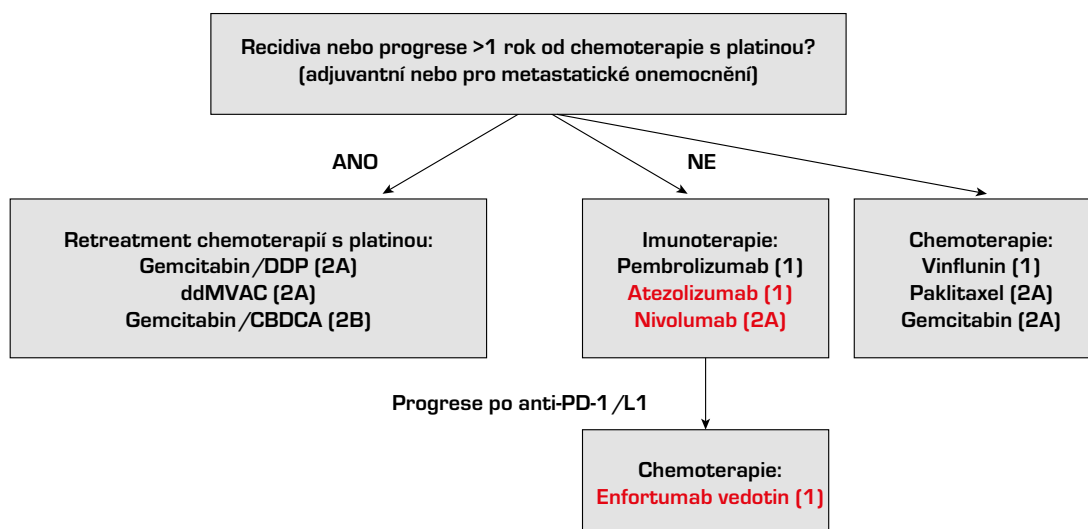 Recidiva nebo progrese >1 rok od chemoterapie s platinou?
(adjuvantní nebo pro metastatické onemocnění)
ANO
NE
Retreatment chemoterapií s platinou:
Gemcitabin/DDP (2A)
ddMVAC (2A)
Gemcitabin/CBDCA (2B)
Imunoterapie:
Pembrolizumab (1)
Atezolizumab (1)
Nivolumab (2A)
Chemoterapie:
Vinflunin (1)
Paklitaxel (2A)
Gemcitabin (2A)
Progrese po anti-PD-1/L1
Chemoterapie:
Enfortumab vedotin (1)